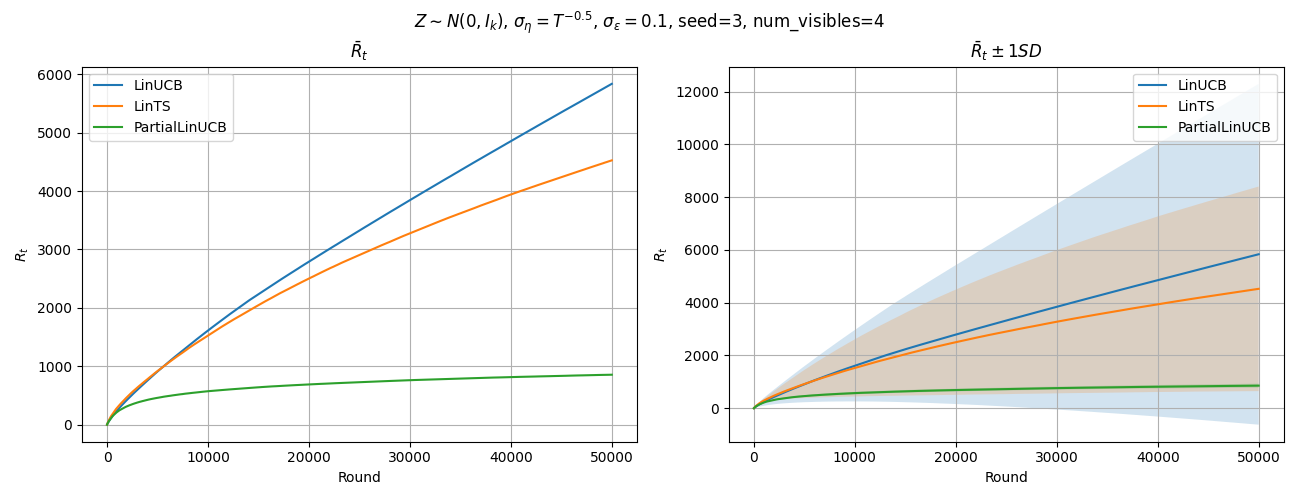 Z ∼ N(0, I_k), σ_η = T^{−0.5}, σ_ε = 0.1, seed=3, num_visibles=4
R̄_t
6000
5000
4000
3000
2000
1000
0
R_t
LinUCB
LinTS
PartialLinUCB
0 10000 20000 30000 40000 50000
Round
R̄_t ± 1SD
12000
10000
8000
6000
4000
2000
0
R_t
LinUCB
LinTS
PartialLinUCB
0 10000 20000 30000 40000 50000
Round